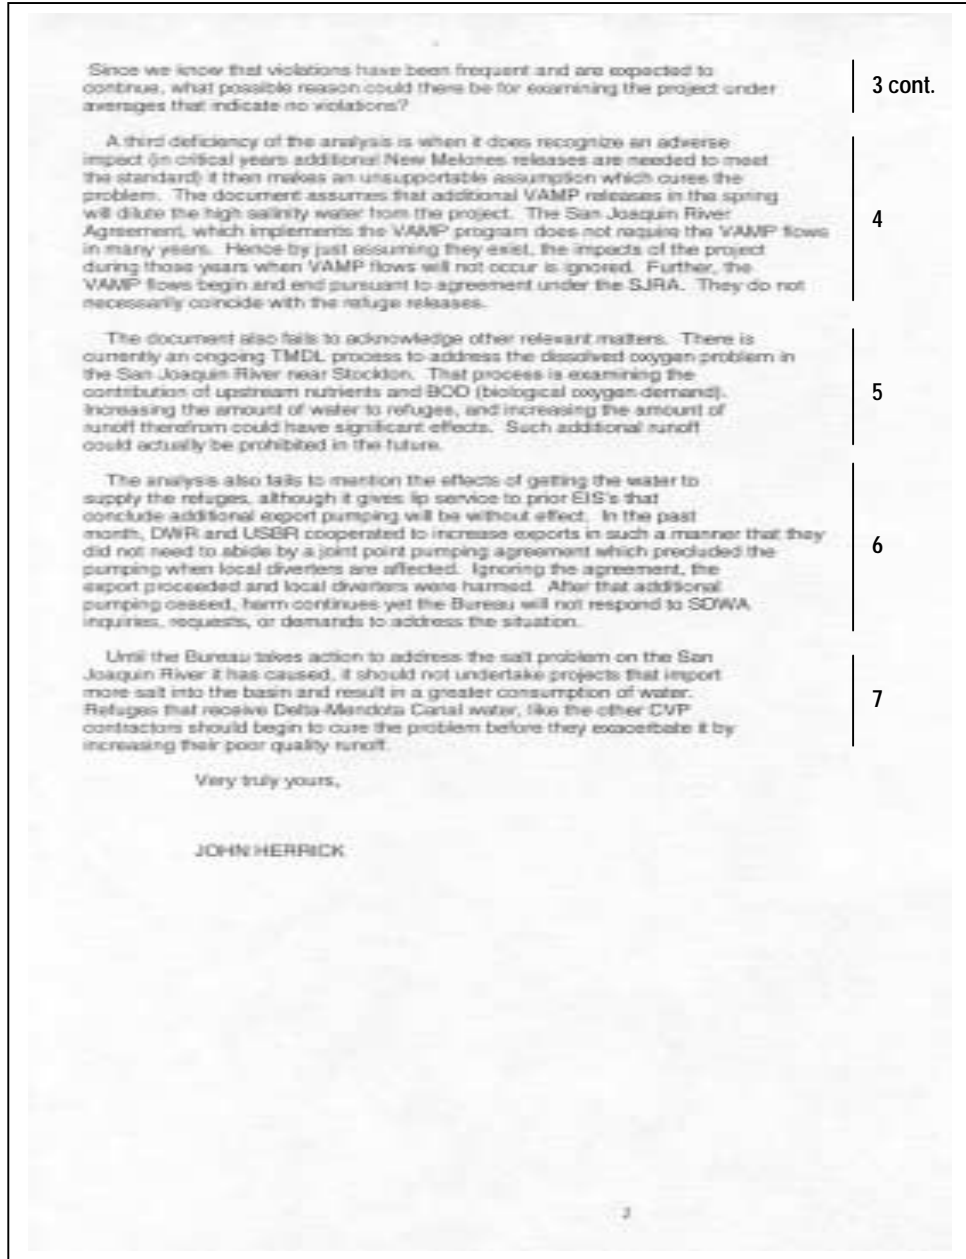 Since we know that violations have been frequent and are expected to
continue, what possible reason could there be for examining the project under
averages that indicate no violations?
3 cont.
A third deficiency of the analysis is when it does recognize an adverse
impact (in critical years additional New Melones releases are needed to meet
the standard) it then makes an unsupportable assumption which cures the
problem. The document assumes that additional VAMP releases in the spring
will dilute the high salinity water from the project. The San Joaquin River
Agreement, which implements the VAMP program does not require the VAMP flows
in many years. Hence by just assuming they exist, the impacts of the project
during those years when VAMP flows will not occur is ignored. Further, the
VAMP flows begin and end pursuant to agreement under the SJRA. They do not
necessarily coincide with the refuge releases.
4
The document also fails to acknowledge other relevant matters. There is
currently an ongoing TMDL process to address the dissolved oxygen problem in
the San Joaquin River near Stockton. That process is examining the
contribution of upstream nutrients and BOD (biological oxygen demand).
Increasing the amount of water to refuges, and increasing the amount of
runoff therefrom could have significant effects. Such additional runoff
could actually be prohibited in the future.
5
The analysis also fails to mention the effects of getting the water to
supply the refuges, although it gives lip service to prior EIS's that
conclude additional export pumping will be without effect. In the past
month, DWR and USBR cooperated to increase exports in such a manner that they
did not need to abide by a joint point pumping agreement which precluded the
pumping when local diverters are affected. Ignoring the agreement, the
export proceeded and local diverters were harmed. After that additional
pumping ceased, harm continues yet the Bureau will not respond to SDWA
inquiries, requests, or demands to address the situation.
6
Until the Bureau takes action to address the salt problem on the San
Joaquin River it has caused, it should not undertake projects that import
more salt into the basin and result in a greater consumption of water.
Refuges that receive Delta-Mendota Canal water, like the other CVP
contractors should begin to cure the problem before they exacerbate it by
increasing their poor quality runoff.
7
Very truly yours,
JOHN HERRICK
2